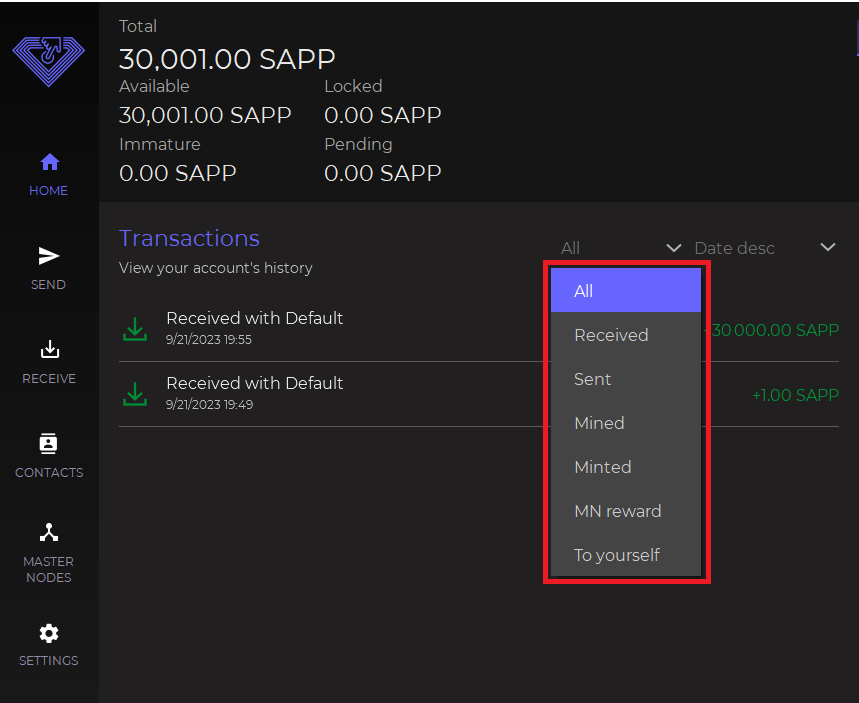 Total
30,001.00 SAPP
Available
Locked
30,001.00 SAPP
0.00 SAPP
Immature
Pending
0.00 SAPP
0.00 SAPP
HOME
SEND
RECEIVE
CONTACTS
MASTER
NODES
SETTINGS
Transactions
View your account's history
All
Date desc
Received with Default
9/21/2023 19:55
+30 000.00 SAPP
Received with Default
9/21/2023 19:49
+1.00 SAPP
All
Received
Sent
Mined
Minted
MN reward
To yourself